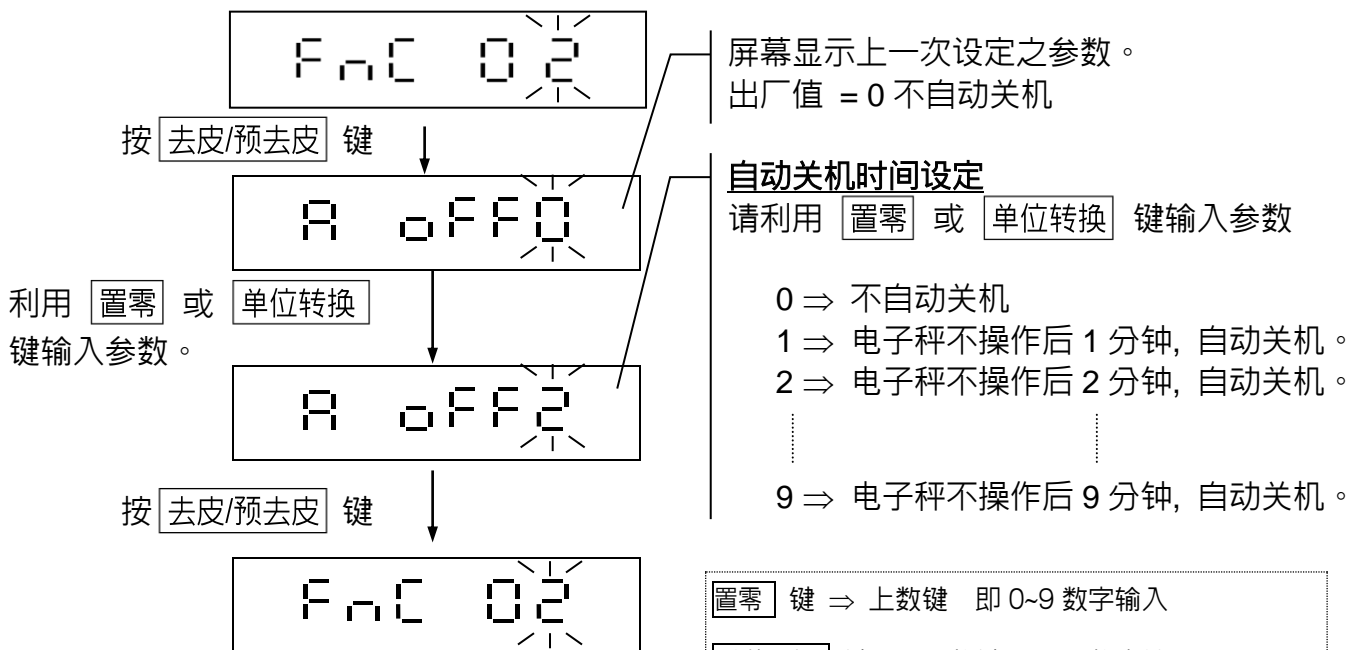 FnC 02
屏幕显示上一次设定之参数。
出厂值 = 0 不自动关机
按 去皮/预去皮 键
A oFF0
自动关机时间设定
请利用 置零 或 单位转换 键输入参数
利用 置零 或 单位转换
键输入参数。
0 ⇒ 不自动关机
1 ⇒ 电子秤不操作后 1 分钟, 自动关机。
2 ⇒ 电子秤不操作后 2 分钟, 自动关机。
A oFF2
9 ⇒ 电子秤不操作后 9 分钟, 自动关机。
按 去皮/预去皮 键
FnC 02
置零 键 ⇒ 上数键 即 0~9 数字输入